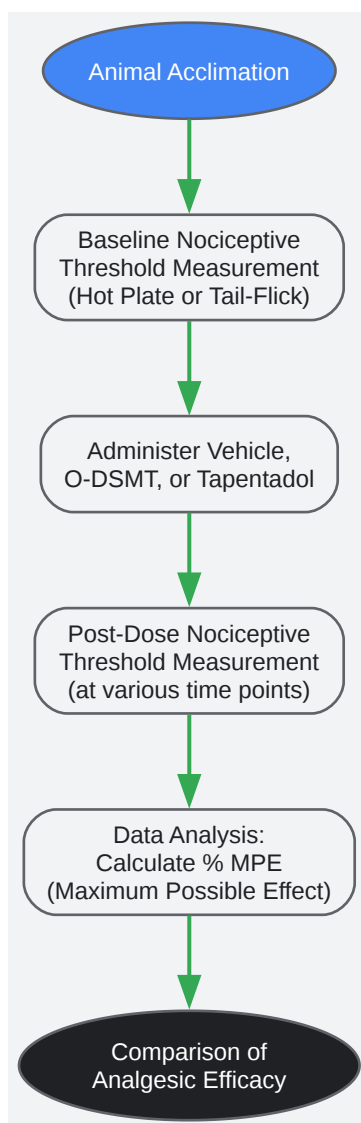 Animal Acclimation
Baseline Nociceptive
Threshold Measurement
(Hot Plate or Tail-Flick)
Administer Vehicle,
O-DSMT, or Tapentadol
Post-Dose Nociceptive
Threshold Measurement
(at various time points)
Data Analysis:
Calculate % MPE
(Maximum Possible Effect)
Comparison of
Analgesic Efficacy